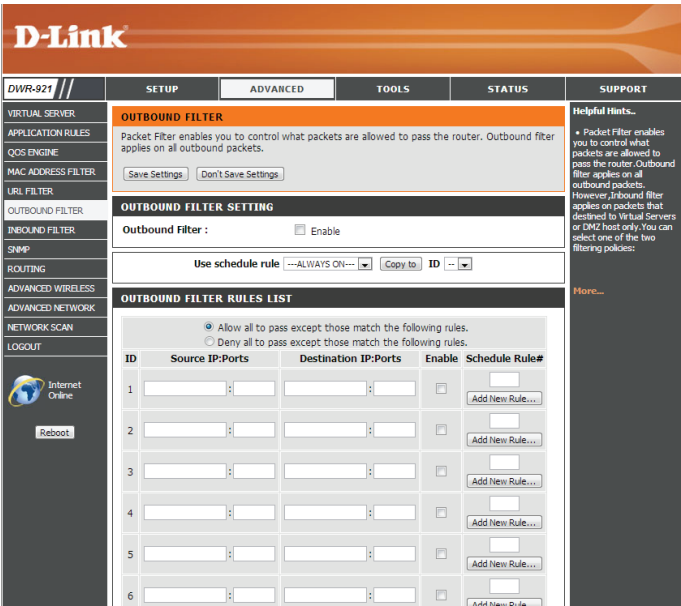 D-Link
DWR-921
SETUP
ADVANCED
TOOLS
STATUS
SUPPORT
VIRTUAL SERVER
APPLICATION RULES
QOS ENGINE
MAC ADDRESS FILTER
URL FILTER
OUTBOUND FILTER
INBOUND FILTER
SNMP
ROUTING
ADVANCED WIRELESS
ADVANCED NETWORK
NETWORK SCAN
LOGOUT
Internet
Online
Reboot
OUTBOUND FILTER
Packet Filter enables you to control what packets are allowed to pass the router. Outbound filter
applies on all outbound packets.
Save Settings Don't Save Settings
OUTBOUND FILTER SETTING
Outbound Filter : Enable
Use schedule rule ---ALWAYS ON--- Copy to ID --
OUTBOUND FILTER RULES LIST
Allow all to pass except those match the following rules.
Deny all to pass except those match the following rules.
ID Source IP:Ports Destination IP:Ports Enable Schedule Rule#
1 : : Add New Rule...
2 : : Add New Rule...
3 : : Add New Rule...
4 : : Add New Rule...
5 : : Add New Rule...
6 : : Add New Rule...
Helpful Hints..
• Packet Filter enables
you to control what
packets are allowed to
pass the router.Outbound
filter applies on all
outbound packets.
However,Inbound filter
applies on packets that
destined to Virtual Servers
or DMZ host only.You can
select one of the two
filtering policies:
More...